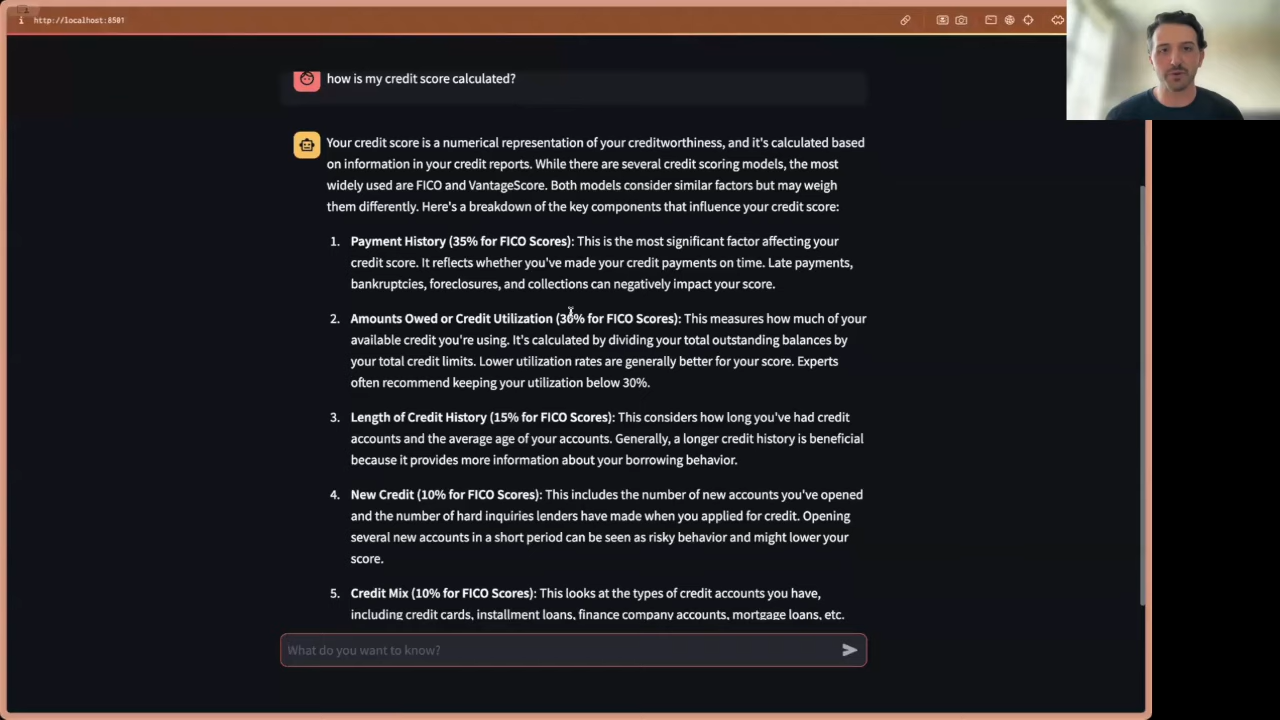 http://localhost:8501
how is my credit score calculated?
Your credit score is a numerical representation of your creditworthiness, and it's calculated based
on information in your credit reports. While there are several credit scoring models, the most
widely used are FICO and VantageScore. Both models consider similar factors but may weigh
them differently. Here's a breakdown of the key components that influence your credit score:
1. Payment History (35% for FICO Scores): This is the most significant factor affecting your
credit score. It reflects whether you've made your credit payments on time. Late payments,
bankruptcies, foreclosures, and collections can negatively impact your score.
2. Amounts Owed or Credit Utilization (30% for FICO Scores): This measures how much of your
available credit you're using. It's calculated by dividing your total outstanding balances by
your total credit limits. Lower utilization rates are generally better for your score. Experts
often recommend keeping your utilization below 30%.
3. Length of Credit History (15% for FICO Scores): This considers how long you've had credit
accounts and the average age of your accounts. Generally, a longer credit history is beneficial
because it provides more information about your borrowing behavior.
4. New Credit (10% for FICO Scores): This includes the number of new accounts you've opened
and the number of hard inquiries lenders have made when you applied for credit. Opening
several new accounts in a short period can be seen as risky behavior and might lower your
score.
5. Credit Mix (10% for FICO Scores): This looks at the types of credit accounts you have,
including credit cards, installment loans, finance company accounts, mortgage loans, etc.
What do you want to know?